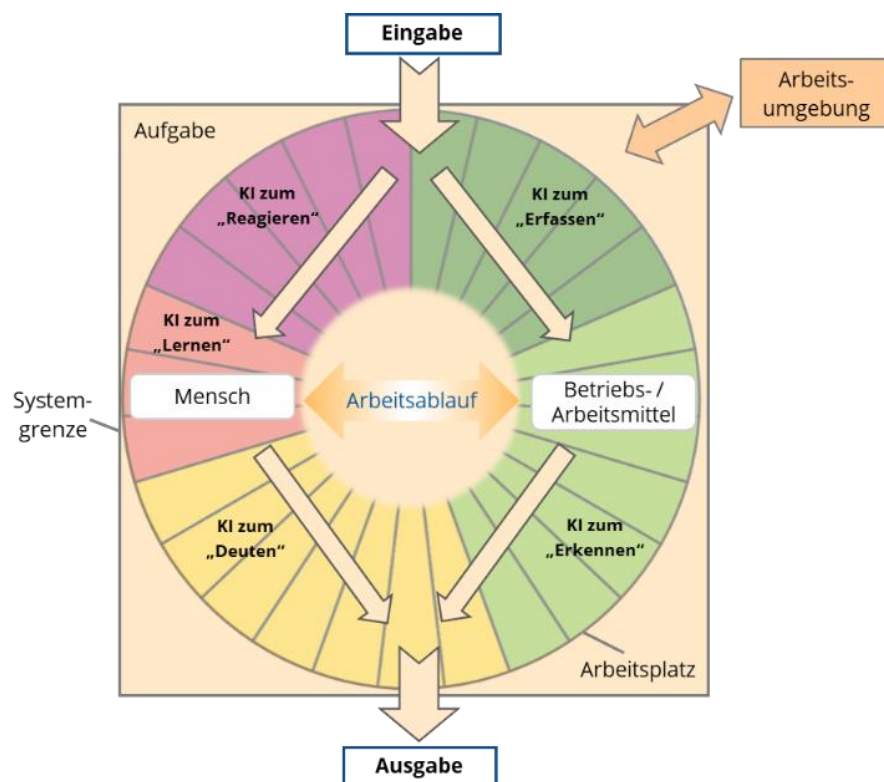 Eingabe
Arbeits-
umgebung
Aufgabe
KI zum
„Reagieren“
KI zum
„Erfassen“
KI zum
„Lernen“
Mensch
Arbeitsablauf
Betriebs- /
Arbeitsmittel
System-
grenze
KI zum
„Deuten“
KI zum
„Erkennen“
Arbeitsplatz
Ausgabe